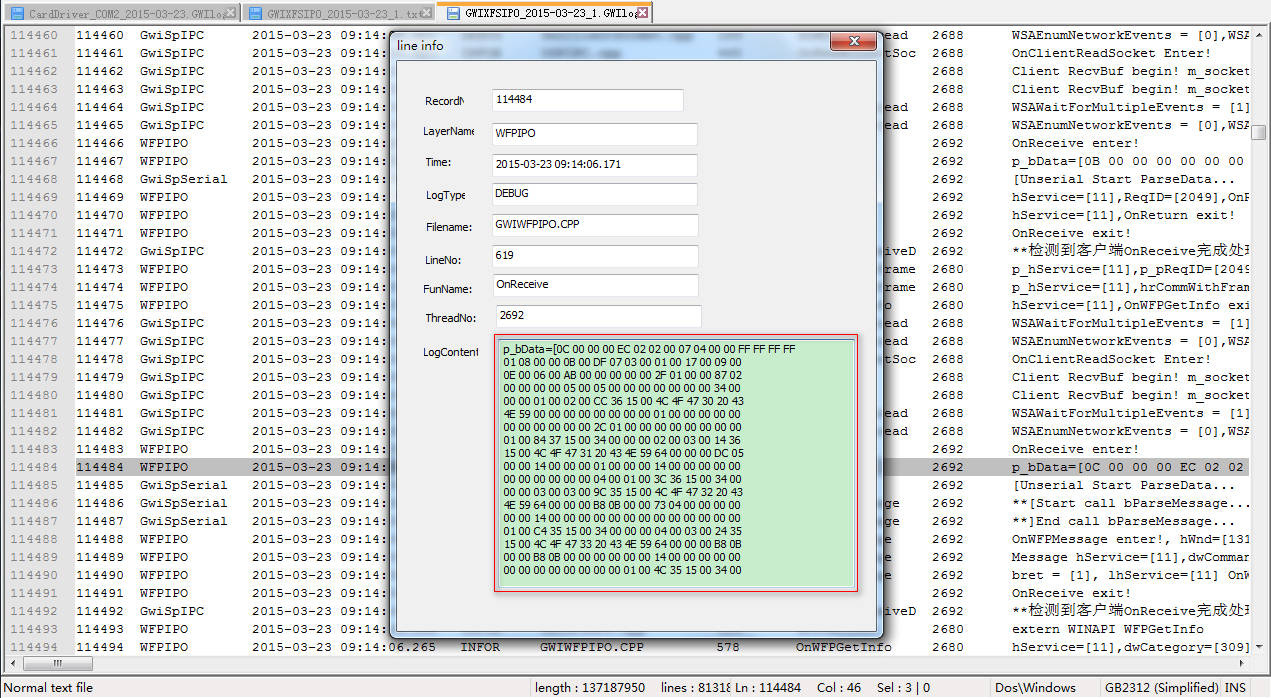 CardDriver_COM2_2015-03-23.GWIlog GWIXFSIPO_2015-03-23_1.txt GWIXFSIPO_2015-03-23_1.GWIlog
114460 114460 GwiSpIPC 2015-03-23 09:14: ead 2688 WSAEnumNetworkEvents = [0],WSA
114461 114461 GwiSpIPC 2015-03-23 09:14: etSoc 2688 OnClientReadSocket Enter!
114462 114462 GwiSpIPC 2015-03-23 09:14: 2688 Client RecvBuf begin! m_socket
114463 114463 GwiSpIPC 2015-03-23 09:14: 2688 Client RecvBuf begin! m_socket
114464 114464 GwiSpIPC 2015-03-23 09:14: ead 2688 WSAWaitForMultipleEvents = [1]
114465 114465 GwiSpIPC 2015-03-23 09:14: ead 2688 WSAEnumNetworkEvents = [0],WSA
114466 114466 WFPIPO 2015-03-23 09:14: 2692 OnReceive enter!
114467 114467 WFPIPO 2015-03-23 09:14: 2692 p_bData=[0B 00 00 00 00 00 00
114468 114468 GwiSpSerial 2015-03-23 09:14: 2692 [Unserial Start ParseData...
114469 114469 WFPIPO 2015-03-23 09:14: 2692 hService=[11],ReqID=[2049],OnR
114470 114470 WFPIPO 2015-03-23 09:14: 2692 hService=[11],OnReturn exit!
114471 114471 WFPIPO 2015-03-23 09:14: 2692 OnReceive exit!
114472 114472 GwiSpIPC 2015-03-23 09:14: iveD 2692 **检测到客户端OnReceive完成处理
114473 114473 WFPIPO 2015-03-23 09:14: rame 2680 p_hService=[11],p_pReqID=[2049
114474 114474 WFPIPO 2015-03-23 09:14: rame 2680 p_hService=[11],hrCommWithFram
114475 114475 WFPIPO 2015-03-23 09:14: 2680 hService=[11],OnWFPGetInfo exi
114476 114476 GwiSpIPC 2015-03-23 09:14: ead 2688 WSAWaitForMultipleEvents = [1]
114477 114477 GwiSpIPC 2015-03-23 09:14: ead 2688 WSAEnumNetworkEvents = [0],WSA
114478 114478 GwiSpIPC 2015-03-23 09:14: etSoc 2688 OnClientReadSocket Enter!
114479 114479 GwiSpIPC 2015-03-23 09:14: 2688 Client RecvBuf begin! m_socket
114480 114480 GwiSpIPC 2015-03-23 09:14: 2688 Client RecvBuf begin! m_socket
114481 114481 GwiSpIPC 2015-03-23 09:14: ead 2688 WSAWaitForMultipleEvents = [1]
114482 114482 GwiSpIPC 2015-03-23 09:14: ead 2688 WSAEnumNetworkEvents = [0],WSA
114483 114483 WFPIPO 2015-03-23 09:14: 2692 OnReceive enter!
114484 114484 WFPIPO 2015-03-23 09:14: 2692 p_bData=[0C 00 00 00 EC 02 02
114485 114485 GwiSpSerial 2015-03-23 09:14: 2692 [Unserial Start ParseData...
114486 114486 GwiSpSerial 2015-03-23 09:14: ge 2692 **[Start call bParseMessage...
114487 114487 GwiSpSerial 2015-03-23 09:14: ge 2692 **]End call bParseMessage...
114488 114488 WFPIPO 2015-03-23 09:14: e 2692 OnWFPMessage enter!, hWnd=[131
114489 114489 WFPIPO 2015-03-23 09:14: e 2692 Message hService=[11],dwComman
114490 114490 WFPIPO 2015-03-23 09:14: e 2692 bret = [1], lhService=[11] OnW
114491 114491 WFPIPO 2015-03-23 09:14: 2692 OnReceive exit!
114492 114492 GwiSpIPC 2015-03-23 09:14: iveD 2692 **检测到客户端OnReceive完成处理
114493 114493 WFPIPO 2015-03-23 09:14: 2680 extern WINAPI WFPGetInfo
114494 114494 WFPIPO 2015-03-23 09:14:06.265 INFOR GWIWFPIPO.CPP 578 OnWFPGetInfo 2680 hService=[11],dwCategory=[309]
line info
RecordN 114484
LayerName WFPIPO
Time: 2015-03-23 09:14:06.171
LogType DEBUG
Filename: GWIWFPIPO.CPP
LineNo: 619
FunName: OnReceive
ThreadNo: 2692
LogContent
p_bData=[0C 00 00 00 EC 02 02 00 07 04 00 00 FF FF FF FF
01 08 00 00 0B 00 DF 07 03 00 01 00 17 00 09 00
0E 00 06 00 AB 00 00 00 00 00 2F 01 00 00 87 02
00 00 00 00 05 00 05 00 00 00 00 00 00 00 34 00
00 00 01 00 02 00 CC 36 15 00 4C 4F 47 30 20 43
4E 59 00 00 00 00 00 00 00 01 00 00 00 00 00 00
00 00 00 00 00 00 2C 01 00 00 00 00 00 00 00 00
01 00 84 37 15 00 34 00 00 00 02 00 03 00 14 36
15 00 4C 4F 47 31 20 43 4E 59 64 00 00 00 DC 05
00 00 14 00 00 00 01 00 00 00 14 00 00 00 00 00
00 00 00 00 00 00 00 04 00 01 00 3C 36 15 00 34 00
00 00 03 00 03 00 9C 35 15 00 4C 4F 47 32 20 43
4E 59 64 00 00 00 B8 0B 00 00 73 04 00 00 00 00
00 00 14 00 00 00 00 00 00 00 00 00 00 00 00 00
01 00 C4 35 15 00 34 00 00 00 04 00 03 00 24 35
15 00 4C 4F 47 33 20 43 4E 59 64 00 00 00 B8 0B
00 00 B8 0B 00 00 00 00 00 00 14 00 00 00 00 00
00 00 00 00 00 00 00 00 01 00 4C 35 15 00 34 00
Normal text file length : 137187950 lines : 81318 Ln : 114484 Col : 46 Sel : 3 | 0 Dos\Windows GB2312 (Simplified) INS